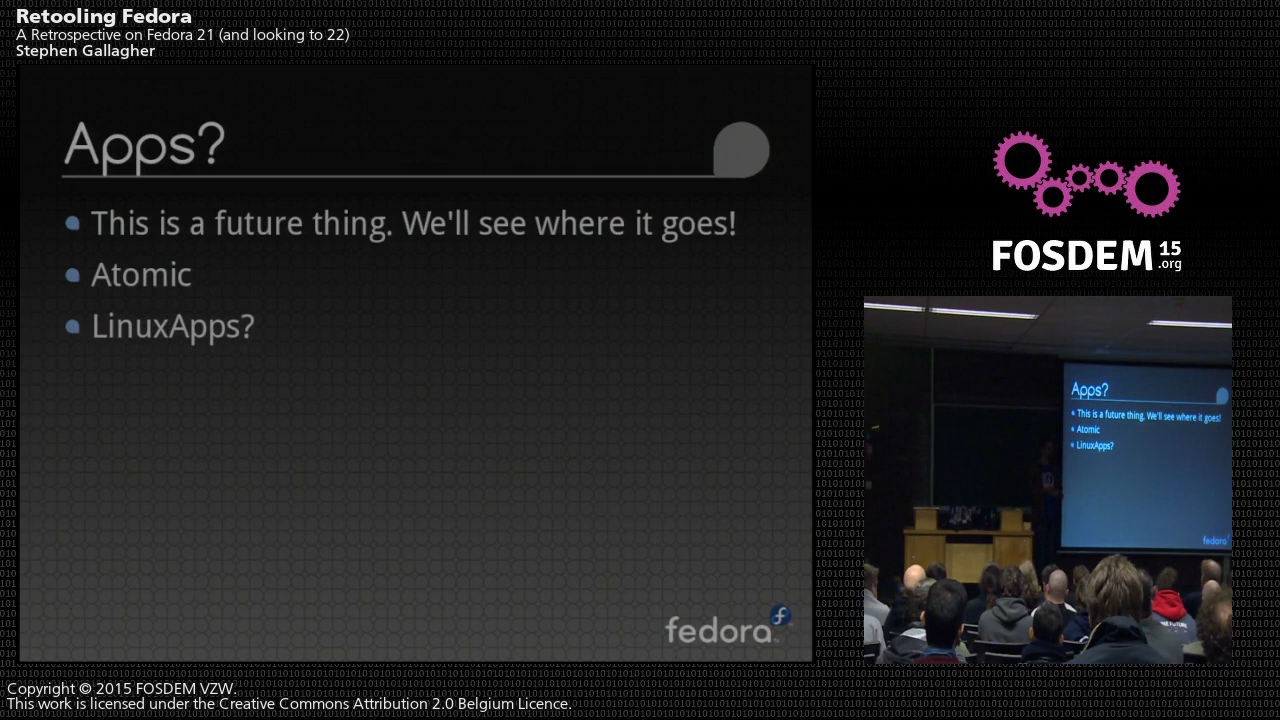 Retooling Fedora
A Retrospective on Fedora 21 (and looking to 22)
Stephen Gallagher
Apps?
This is a future thing. We'll see where it goes!
Atomic
LinuxApps?
fedora
FOSDEM 15
.org
Apps?
This is a future thing. We'll see where it goes!
Atomic
LinuxApps?
fedora
Copyright © 2015 FOSDEM VZW.
This work is licensed under the Creative Commons Attribution 2.0 Belgium Licence.